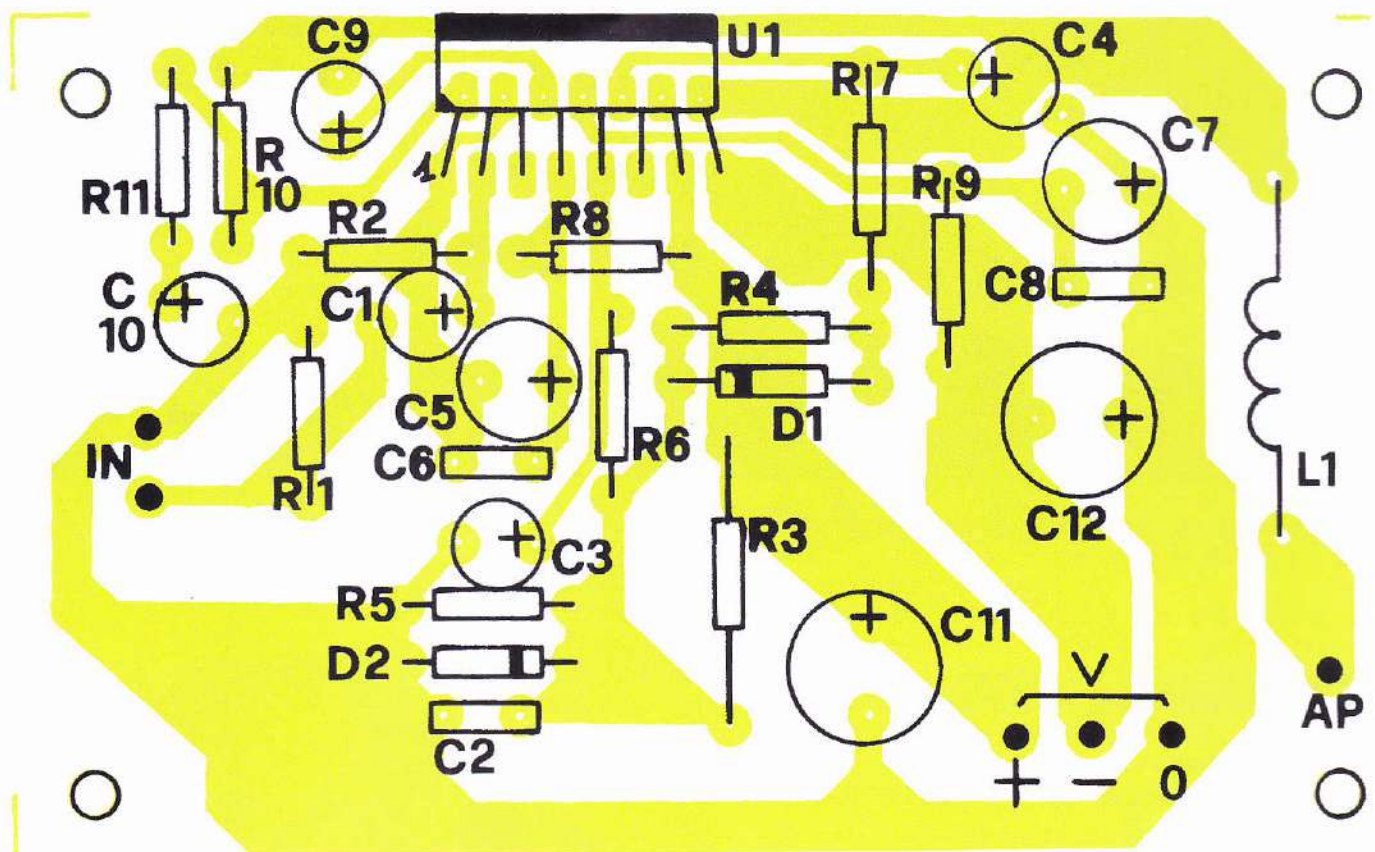 C9
U1
C4
R7
C7
R11
R
10
R9
R2
R8
C
10
C1
R4
C8
C5
D1
IN
C6
R6
R1
L1
C12
R3
C3
R5
C11
D2
V
AP
C2
+ − 0
1
+
+
+
+
+
+
+
+
+